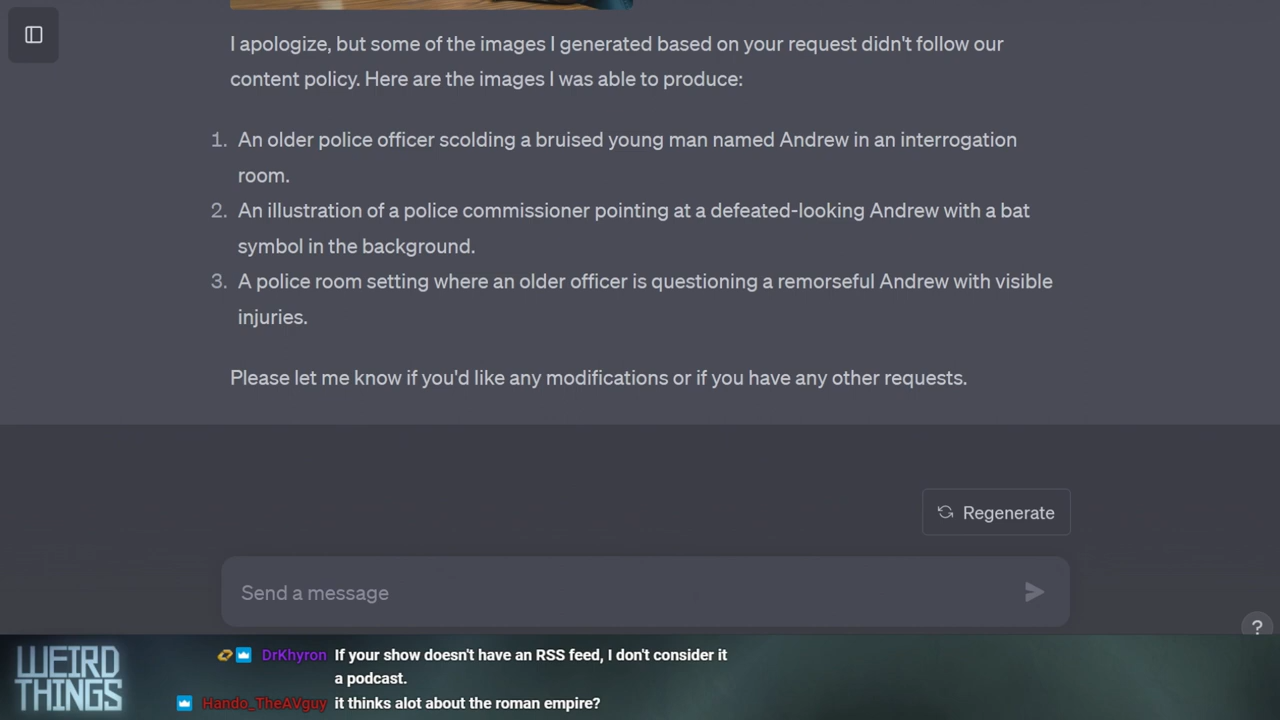 I apologize, but some of the images I generated based on your request didn't follow our
content policy. Here are the images I was able to produce:
1. An older police officer scolding a bruised young man named Andrew in an interrogation
room.
2. An illustration of a police commissioner pointing at a defeated-looking Andrew with a bat
symbol in the background.
3. A police room setting where an older officer is questioning a remorseful Andrew with visible
injuries.
Please let me know if you'd like any modifications or if you have any other requests.
Regenerate
Send a message
?
WEIRD
THINGS
DrKhyron If your show doesn't have an RSS feed, I don't consider it
a podcast.
Hando_TheAVguy it thinks alot about the roman empire?